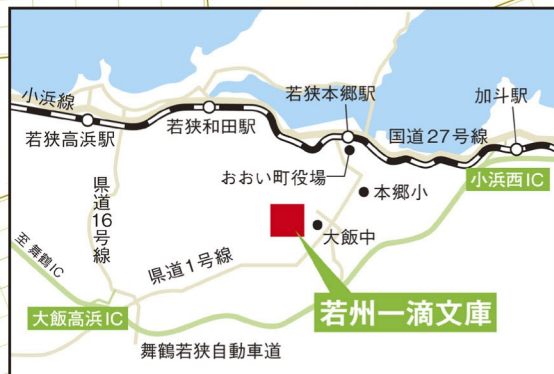 小浜線
若狭高浜駅
若狭和田駅
若狭本郷駅
加斗駅
国道27号線
おおい町役場
小浜西IC
本郷小
県道16号線
大飯中
至 舞鶴IC
県道1号線
若州一滴文庫
大飯高浜IC
舞鶴若狭自動車道